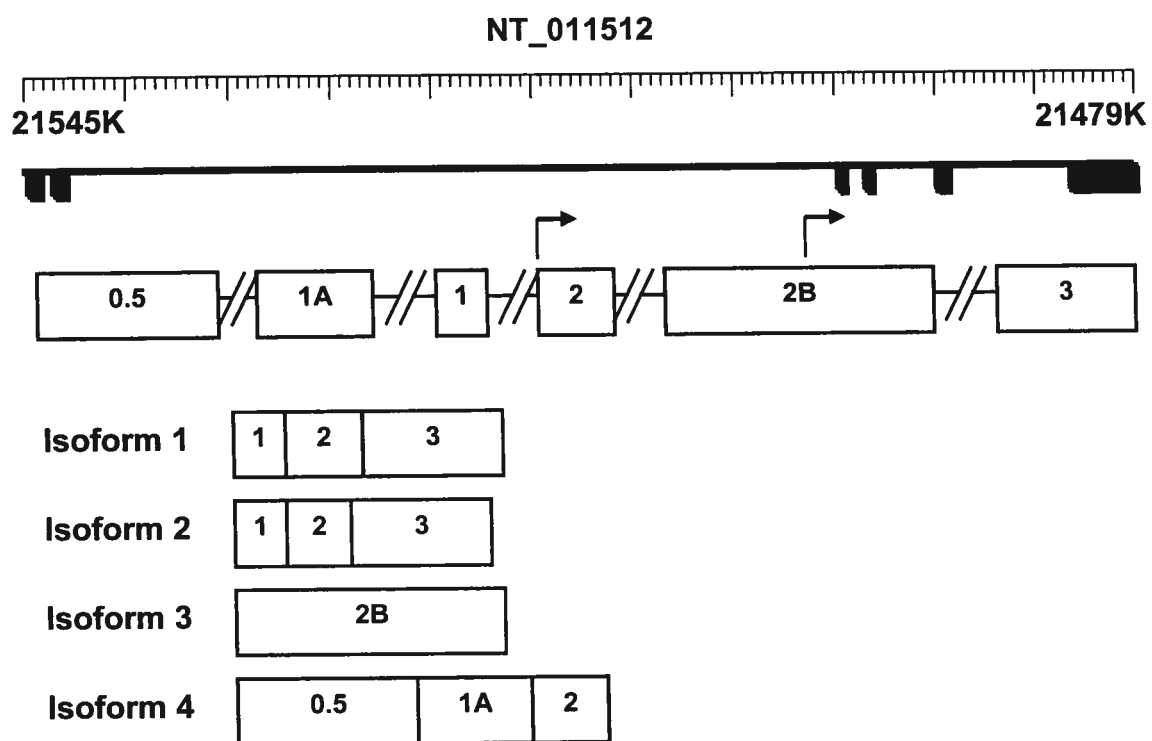 NT_011512
21545K 21479K
0.5 1A 1 2 2B 3
Isoform 1 1 2 3
Isoform 2 1 2 3
Isoform 3 2B
Isoform 4 0.5 1A 2